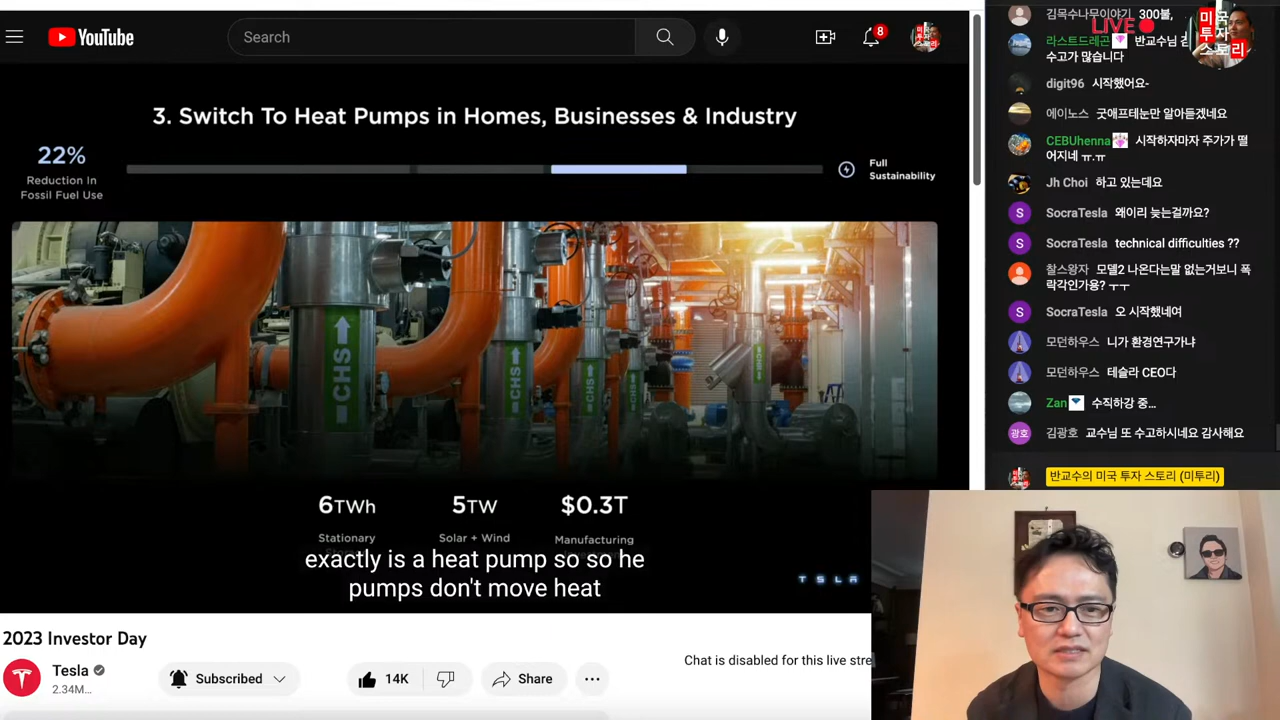 YouTube
Search
8
3. Switch To Heat Pumps in Homes, Businesses & Industry
22%
Reduction In
Fossil Fuel Use
Full
Sustainability
CHS
CHS
CHS
CHS
6TWh
Stationary
5TW
Solar + Wind
$0.3T
Manufacturing
exactly is a heat pump so so he
pumps don't move heat
TESLA
2023 Investor Day
Tesla
2.34M...
Subscribed
14K
Share
Chat is disabled for this live stre
LIVE
미국
투자
스토리
김목수나무이야기 300불,
라스트드레곤 반교수님
수고가 많습니다
digit96 시작했어요-
에이노스 굿애프테눈만 알아듣겠네요
CEBUhenna 시작하자마자 주가가 떨
어지네 ㅠ.ㅠ
Jh Choi 하고 있는데요
S SocraTesla 왜이리 늦는걸까요?
S SocraTesla technical difficulties ??
찰스왕자 모델2 나온다는말 없는거보니 폭
락각인가용? ㅜㅜ
S SocraTesla 오 시작했네여
모던하우스 니가 환경연구가냐
모던하우스 테슬라 CEO다
Zan 수직하강 중...
광호 김광호 교수님 또 수고하시네요 감사해요
반교수의 미국 투자 스토리 (미투리)